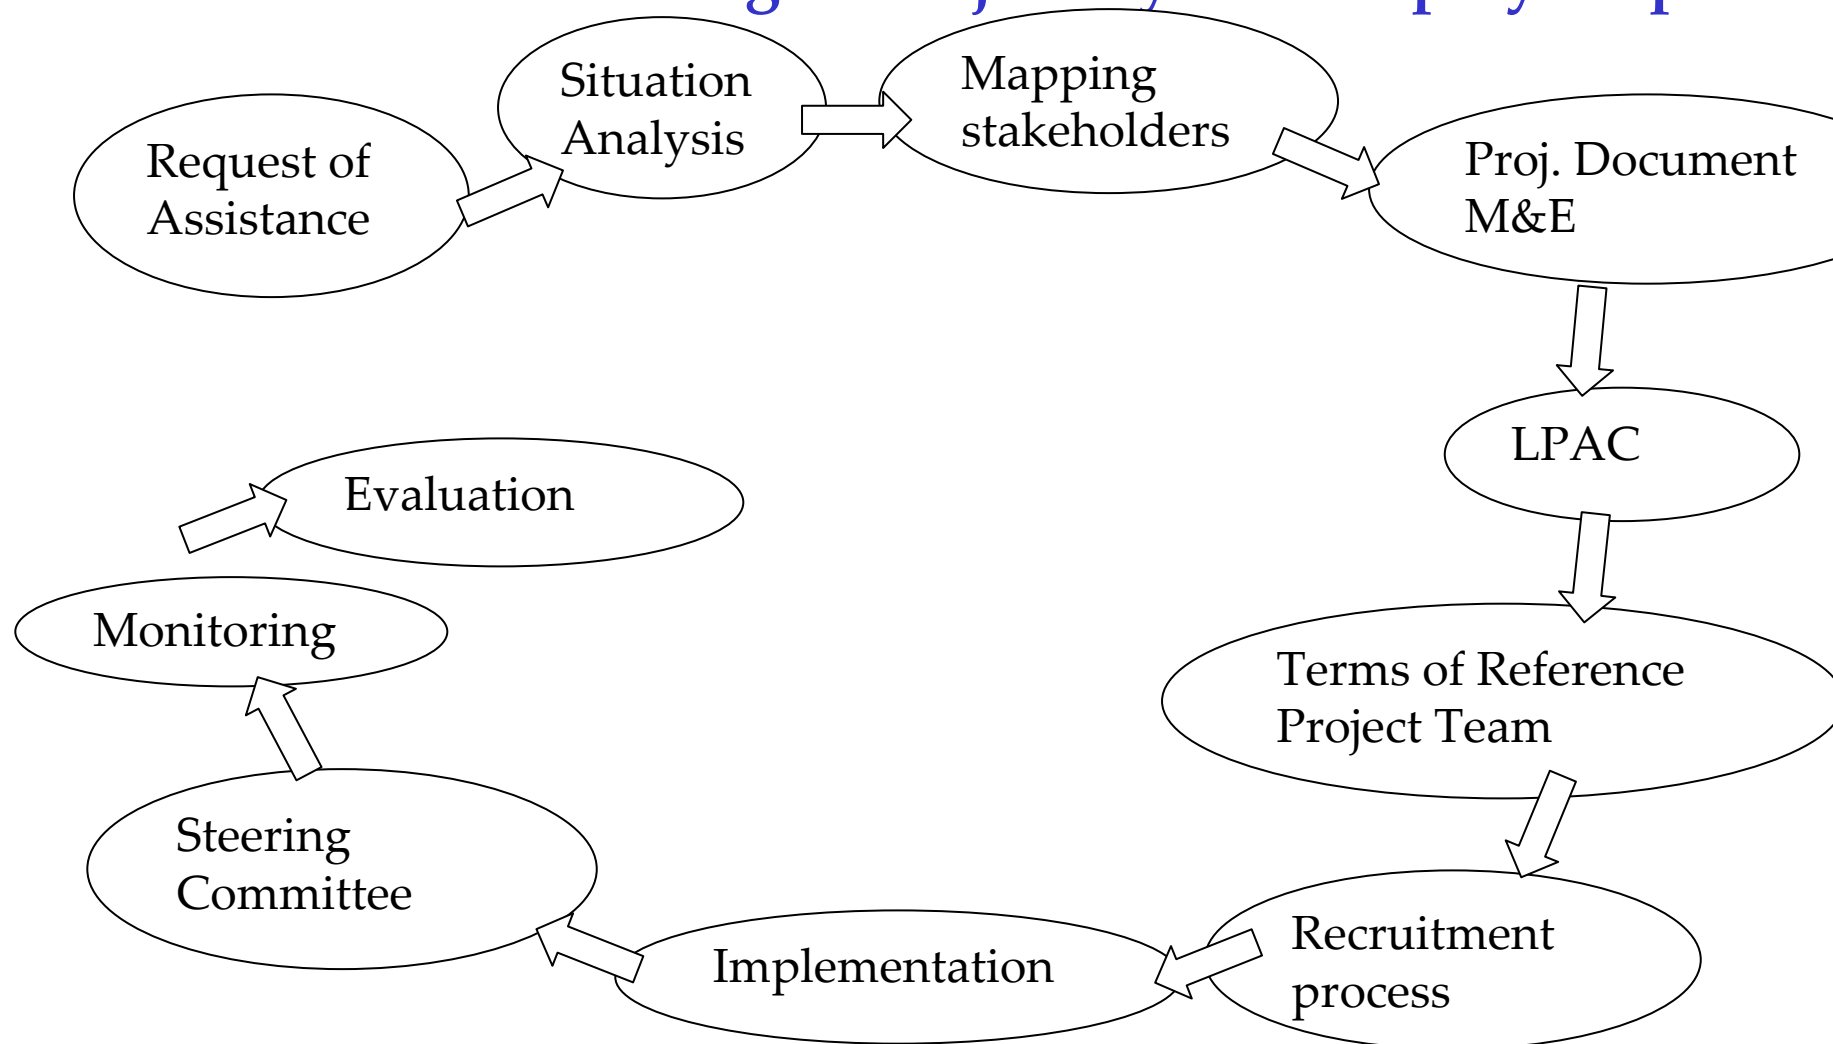 Request of
Assistance
Situation
Analysis
Mapping
stakeholders
Proj. Document
M&E
LPAC
Terms of Reference
Project Team
Recruitment
process
Implementation
Steering
Committee
Monitoring
Evaluation